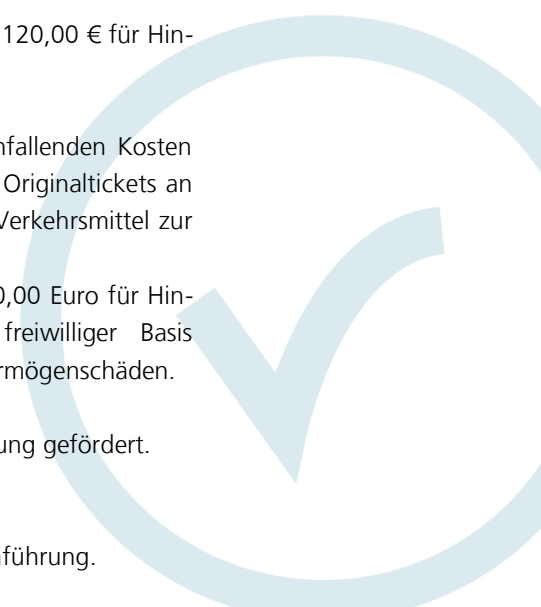 120,00 € für Hin-
nfallenden Kosten
Originaltickets an
Verkehrsmittel zur
0,00 Euro für Hin-
freiwilliger Basis
rmögenschäden.
ung gefördert.
nführung.